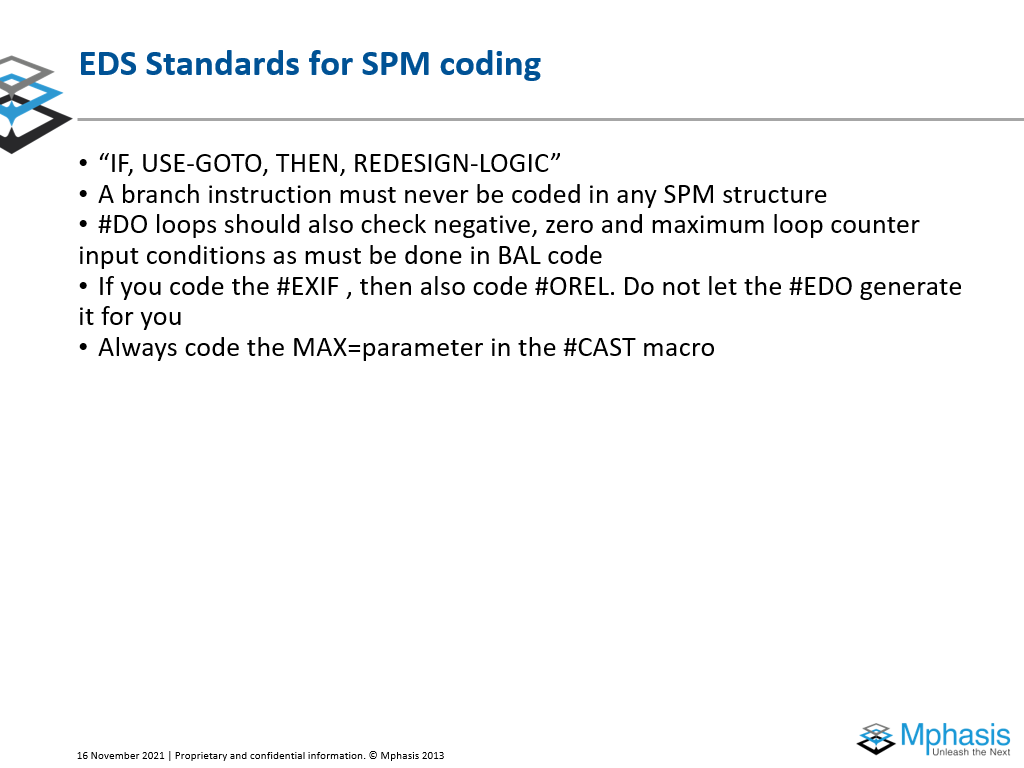 EDS Standards for SPM coding
• “IF, USE-GOTO, THEN, REDESIGN-LOGIC”
• A branch instruction must never be coded in any SPM structure
• #DO loops should also check negative, zero and maximum loop counter
input conditions as must be done in BAL code
• If you code the #EXIF , then also code #OREL. Do not let the #EDO generate
it for you
• Always code the MAX=parameter in the #CAST macro
Mphasis
Unleash the Next
16 November 2021 | Proprietary and confidential information. © Mphasis 2013